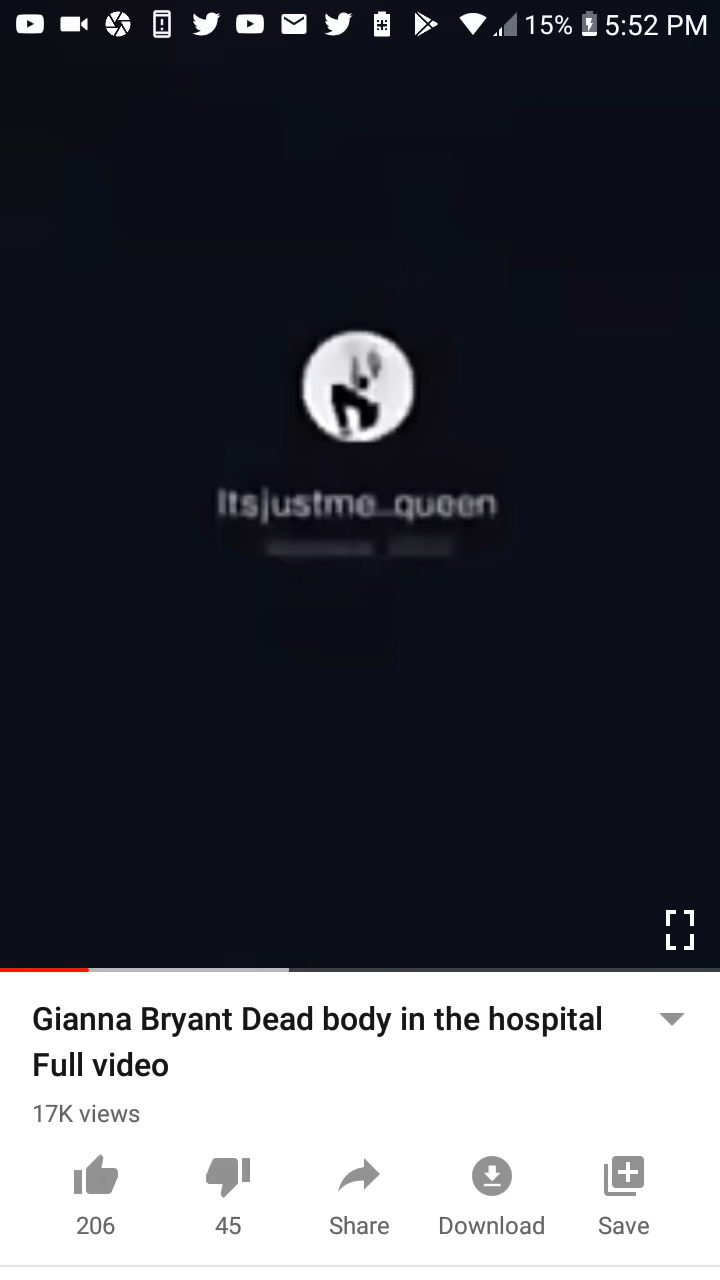 15% 5:52 PM
Itsjustme_queen
Gianna Bryant Dead body in the hospital
Full video
17K views
206 45 Share Download Save